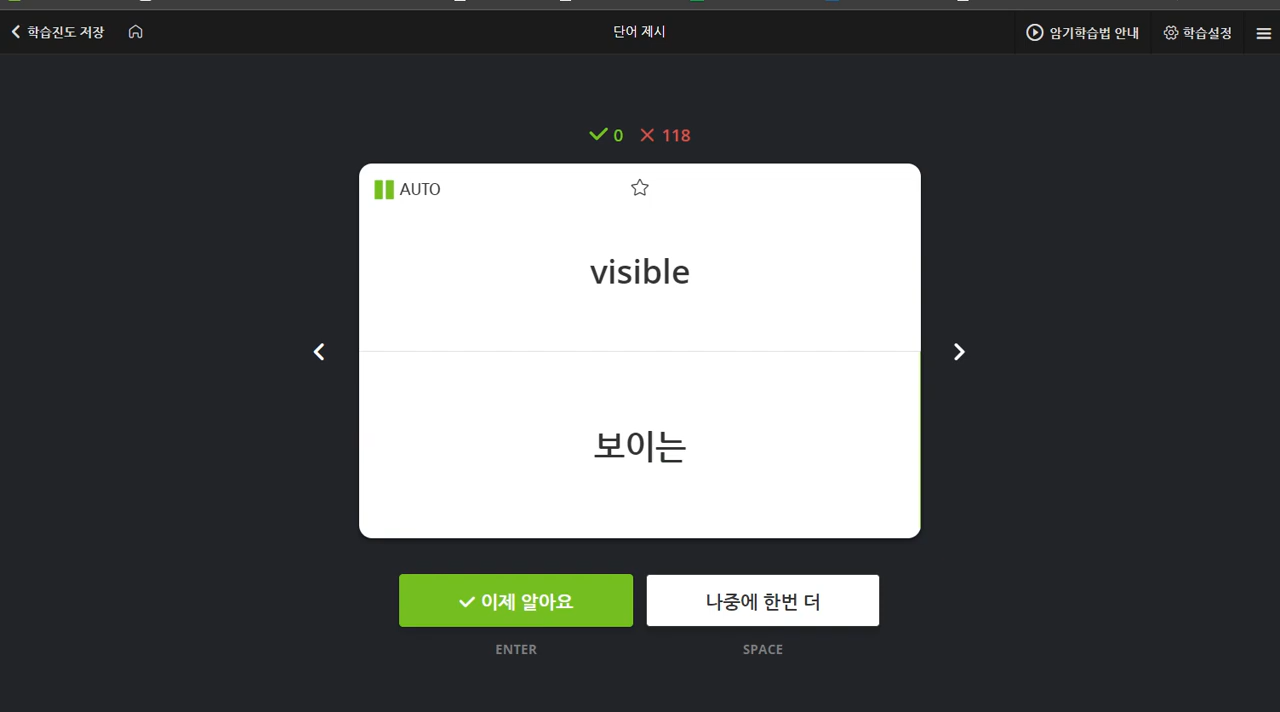 학습진도 저장
단어 제시
암기학습법 안내
학습설정
0
118
AUTO
visible
보이는
이제 알아요
나중에 한번 더
ENTER
SPACE